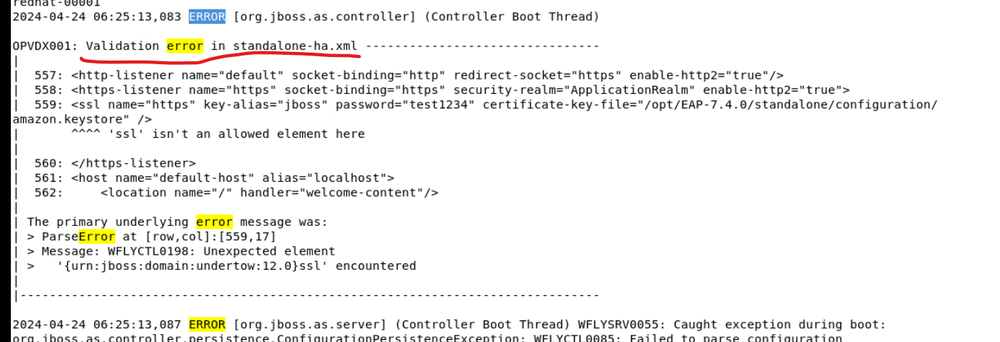 redhat-00001
2024-04-24 06:25:13,083 ERROR [org.jboss.as.controller] (Controller Boot Thread)
OPVDX001: Validation error in standalone-ha.xml --------------------------------
|
|  557: <http-listener name="default" socket-binding="http" redirect-socket="https" enable-http2="true"/>
|  558: <https-listener name="https" socket-binding="https" security-realm="ApplicationRealm" enable-http2="true">
|  559: <ssl name="https" key-alias="jboss" password="test1234" certificate-key-file="/opt/EAP-7.4.0/standalone/configuration/
amazon.keystore" />
|       ^^^^ 'ssl' isn't an allowed element here
|
|  560: </https-listener>
|  561: <host name="default-host" alias="localhost">
|  562:     <location name="/" handler="welcome-content"/>
|
| The primary underlying error message was:
| > ParseError at [row,col]:[559,17]
| > Message: WFLYCTL0198: Unexpected element
| >   '{urn:jboss:domain:undertow:12.0}ssl' encountered
|
|-------------------------------------------------------------------------------
2024-04-24 06:25:13,087 ERROR [org.jboss.as.server] (Controller Boot Thread) WFLYSRV0055: Caught exception during boot:
org.jboss.as.controller.persistence.ConfigurationPersistenceException: WFLYCTL0085: Failed to parse configuration